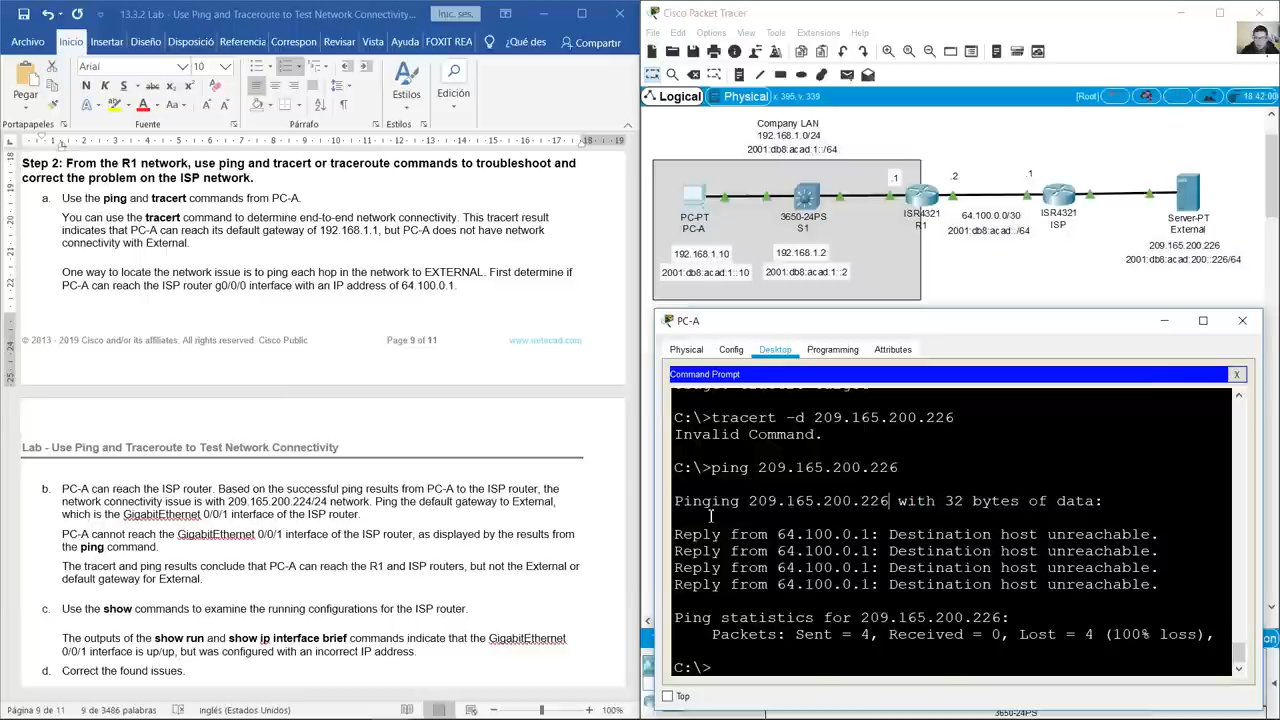 13.3.2 Lab - Use Ping and Traceroute to Test Network Connectivity...
Inic. ses.
Archivo Inicio Insertar Diseño Disposició Referencia Correspon Revisar Vista Ayuda FOXIT REA ¿Qué des Compartir
Pegar
Arial 10
N K S
Estilos Edición
Portapapeles Fuente Párrafo Estilos
Step 2: From the R1 network, use ping and tracert or traceroute commands to troubleshoot and
correct the problem on the ISP network.
a. Use the ping and tracert commands from PC-A.
You can use the tracert command to determine end-to-end network connectivity. This tracert result
indicates that PC-A can reach its default gateway of 192.168.1.1, but PC-A does not have network
connectivity with External.
One way to locate the network issue is to ping each hop in the network to EXTERNAL. First determine if
PC-A can reach the ISP router g0/0/0 interface with an IP address of 64.100.0.1.
© 2013 - 2019 Cisco and/or its affiliates. All rights reserved. Cisco Public Page 9 of 11 www.netacad.com
Lab - Use Ping and Traceroute to Test Network Connectivity
b. PC-A can reach the ISP router. Based on the successful ping results from PC-A to the ISP router, the
network connectivity issue is with 209.165.200.224/24 network. Ping the default gateway to External,
which is the GigabitEthernet 0/0/1 interface of the ISP router.
PC-A cannot reach the GigabitEthernet 0/0/1 interface of the ISP router, as displayed by the results from
the ping command.
The tracert and ping results conclude that PC-A can reach the R1 and ISP routers, but not the External or
default gateway for External.
c. Use the show commands to examine the running configurations for the ISP router.
The outputs of the show run and show ip interface brief commands indicate that the GigabitEthernet
0/0/1 interface is up/up, but was configured with an incorrect IP address.
d. Correct the found issues.
Página 9 de 11 9 de 3486 palabras inglés (Estados Unidos) 100%
Cisco Packet Tracer
File Edit Options View Tools Extensions Help
Logical Physical x: 395, y: 339 [Root] 18:42:00
Company LAN
192.168.1.0/24
2001:db8:acad:1::/64
.1 .2 .1
PC-PT
PC-A
3650-24PS
S1
ISR4321
R1
64.100.0.0/30
2001:db8:acad::/64
ISR4321
ISP
Server-PT
External
209.165.200.226
2001:db8:acad:200::226/64
192.168.1.10
2001:db8:acad:1::10
192.168.1.2
2001:db8:acad:1::2
PC-A
Physical Config Desktop Programming Attributes
Command Prompt X
C:\>tracert -d 209.165.200.226
Invalid Command.
C:\>ping 209.165.200.226
Pinging 209.165.200.226 with 32 bytes of data:
Reply from 64.100.0.1: Destination host unreachable.
Reply from 64.100.0.1: Destination host unreachable.
Reply from 64.100.0.1: Destination host unreachable.
Reply from 64.100.0.1: Destination host unreachable.
Ping statistics for 209.165.200.226:
Packets: Sent = 4, Received = 0, Lost = 4 (100% loss),
C:\>
Top
3650-24PS